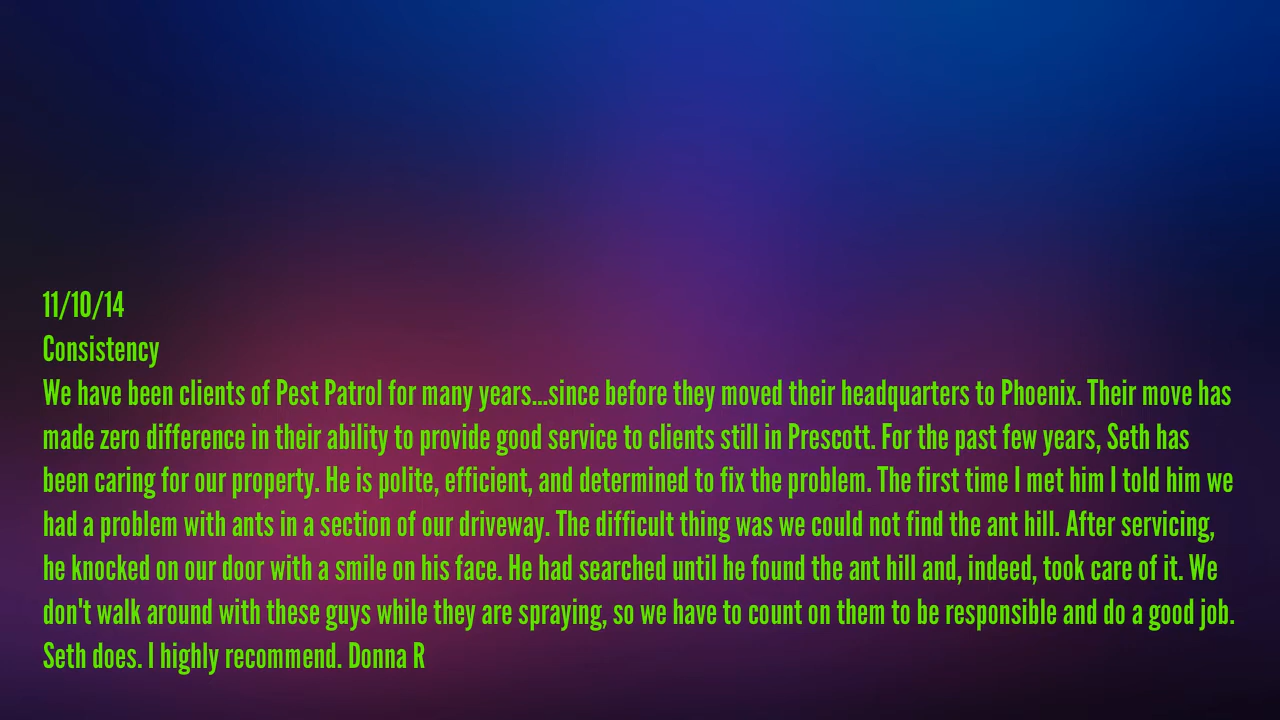 11/10/14
Consistency
We have been clients of Pest Patrol for many years...since before they moved their headquarters to Phoenix. Their move has
made zero difference in their ability to provide good service to clients still in Prescott. For the past few years, Seth has
been caring for our property. He is polite, efficient, and determined to fix the problem. The first time I met him I told him we
had a problem with ants in a section of our driveway. The difficult thing was we could not find the ant hill. After servicing,
he knocked on our door with a smile on his face. He had searched until he found the ant hill and, indeed, took care of it. We
don't walk around with these guys while they are spraying, so we have to count on them to be responsible and do a good job.
Seth does. I highly recommend. Donna R